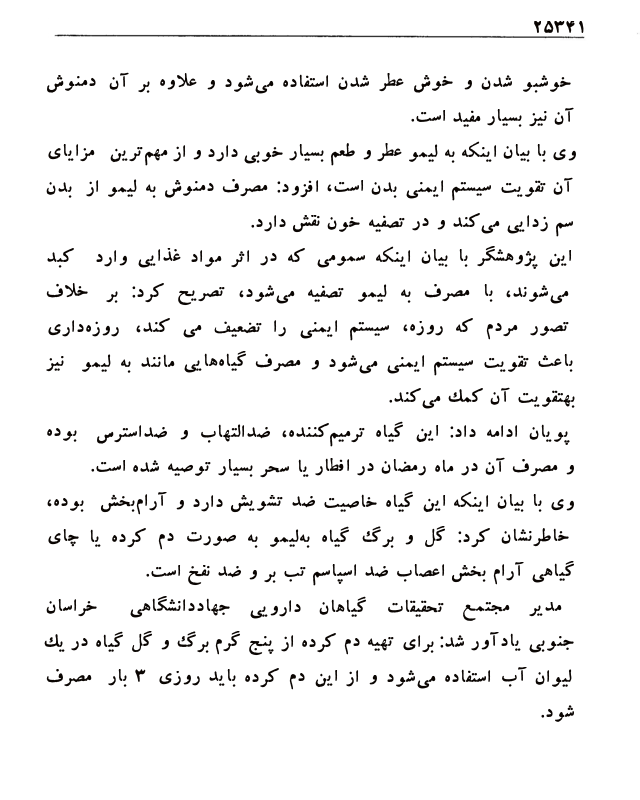 ۲۵۳۴۱
خوشبو شدن و خوش عطر شدن استفاده می‌شود و علاوه بر آن دمنوش
آن نیز بسیار مفید است.
وی با بیان اینکه به لیمو عطر و طعم بسیار خوبی دارد و از مهم‌ترین مزایای
آن تقویت سیستم ایمنی بدن است، افزود: مصرف دمنوش به لیمو از بدن
سم زدایی می‌کند و در تصفیه خون نقش دارد.
این پژوهشگر با بیان اینکه سمومی که در اثر مواد غذایی وارد کبد
می‌شوند، با مصرف به لیمو تصفیه می‌شود، تصریح کرد: بر خلاف
تصور مردم که روزه، سیستم ایمنی را تضعیف می کند، روزه‌داری
باعث تقویت سیستم ایمنی می‌شود و مصرف گیاه‌هایی مانند به لیمو نیز
بهتقویت آن کمک می‌کند.
پویان ادامه داد: این گیاه ترمیم‌کننده، ضدالتهاب و ضداسترس بوده
و مصرف آن در ماه رمضان در افطار یا سحر بسیار توصیه شده است.
وی با بیان اینکه این گیاه خاصیت ضد تشویش دارد و آرام‌بخش بوده،
خاطرنشان کرد: گل و برگ گیاه به‌لیمو به صورت دم کرده یا چای
گیاهی آرام بخش اعصاب ضد اسپاسم تب بر و ضد نفخ است.
مدیر مجتمع تحقیقات گیاهان دارویی جهاددانشگاهی خراسان
جنوبی یادآور شد: برای تهیه دم کرده از پنج گرم برگ و گل گیاه در یک
لیوان آب استفاده می‌شود و از این دم کرده باید روزی ۳ بار مصرف
شود.